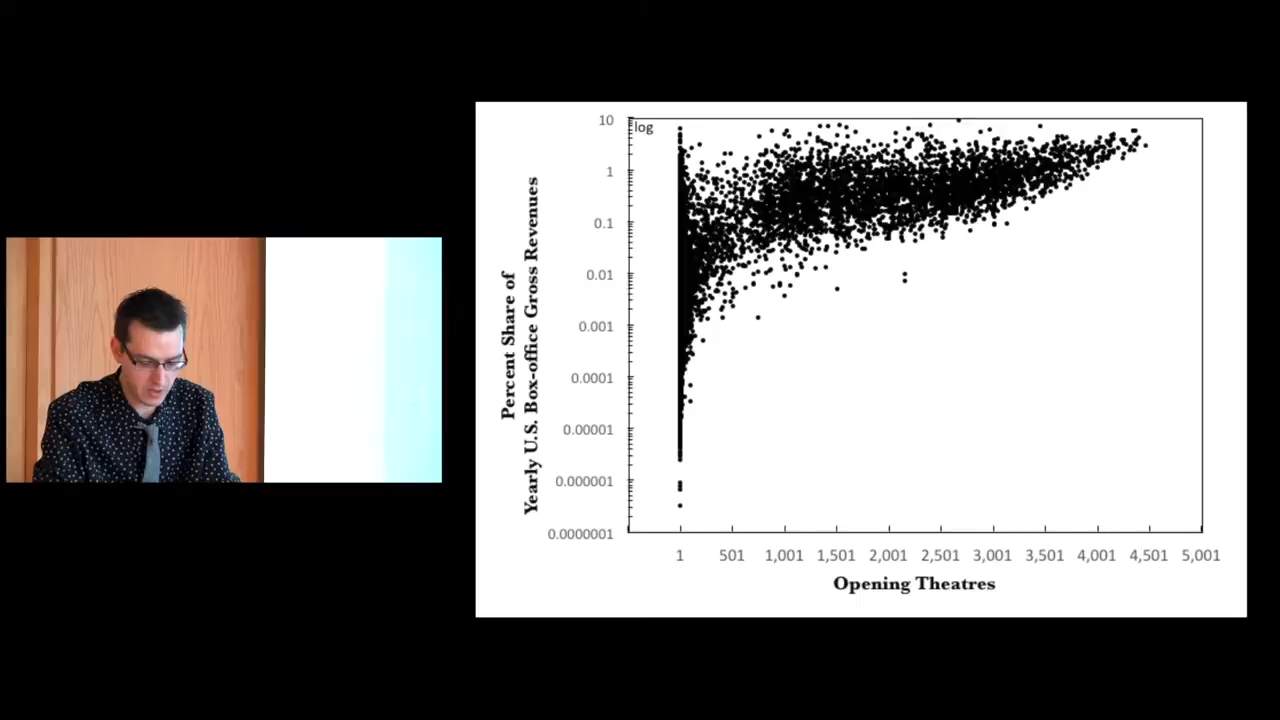 log
10
1
0.1
0.01
0.001
0.0001
0.00001
0.000001
0.0000001
Percent Share of
Yearly U.S. Box-office Gross Revenues
1 501 1,001 1,501 2,001 2,501 3,001 3,501 4,001 4,501 5,001
Opening Theatres